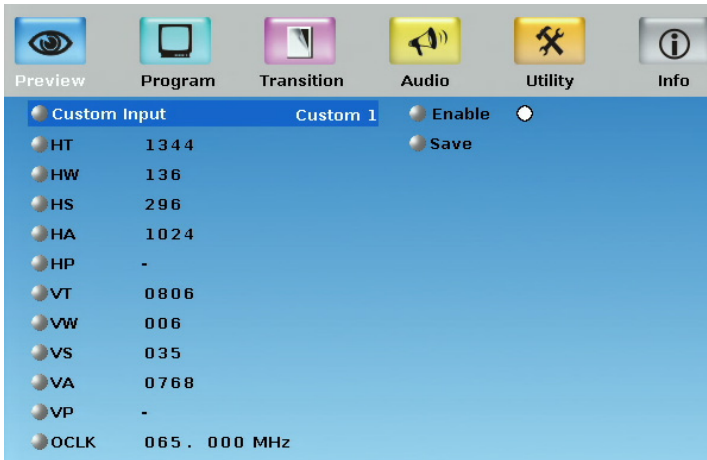 Preview Program Transition Audio Utility Info
Custom Input Custom 1 Enable
HT 1344 Save
HW 136
HS 296
HA 1024
HP -
VT 0806
VW 006
VS 035
VA 0768
VP -
OCLK 065. 000 MHz